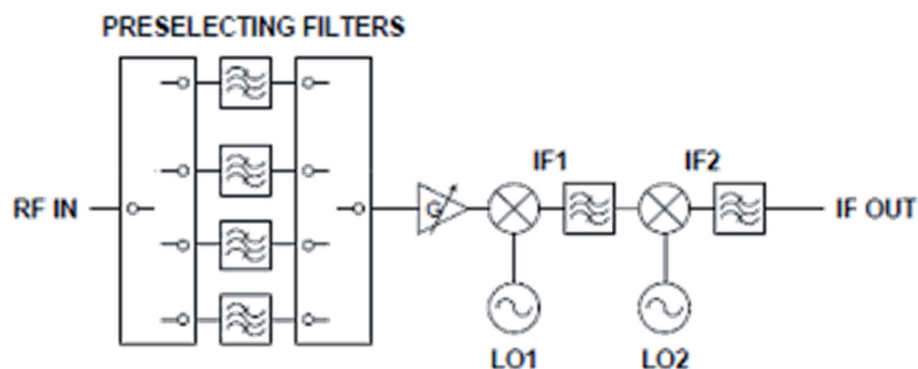 PRESELECTING FILTERS
IF1
IF2
RF IN
G
IF OUT
LO1
LO2